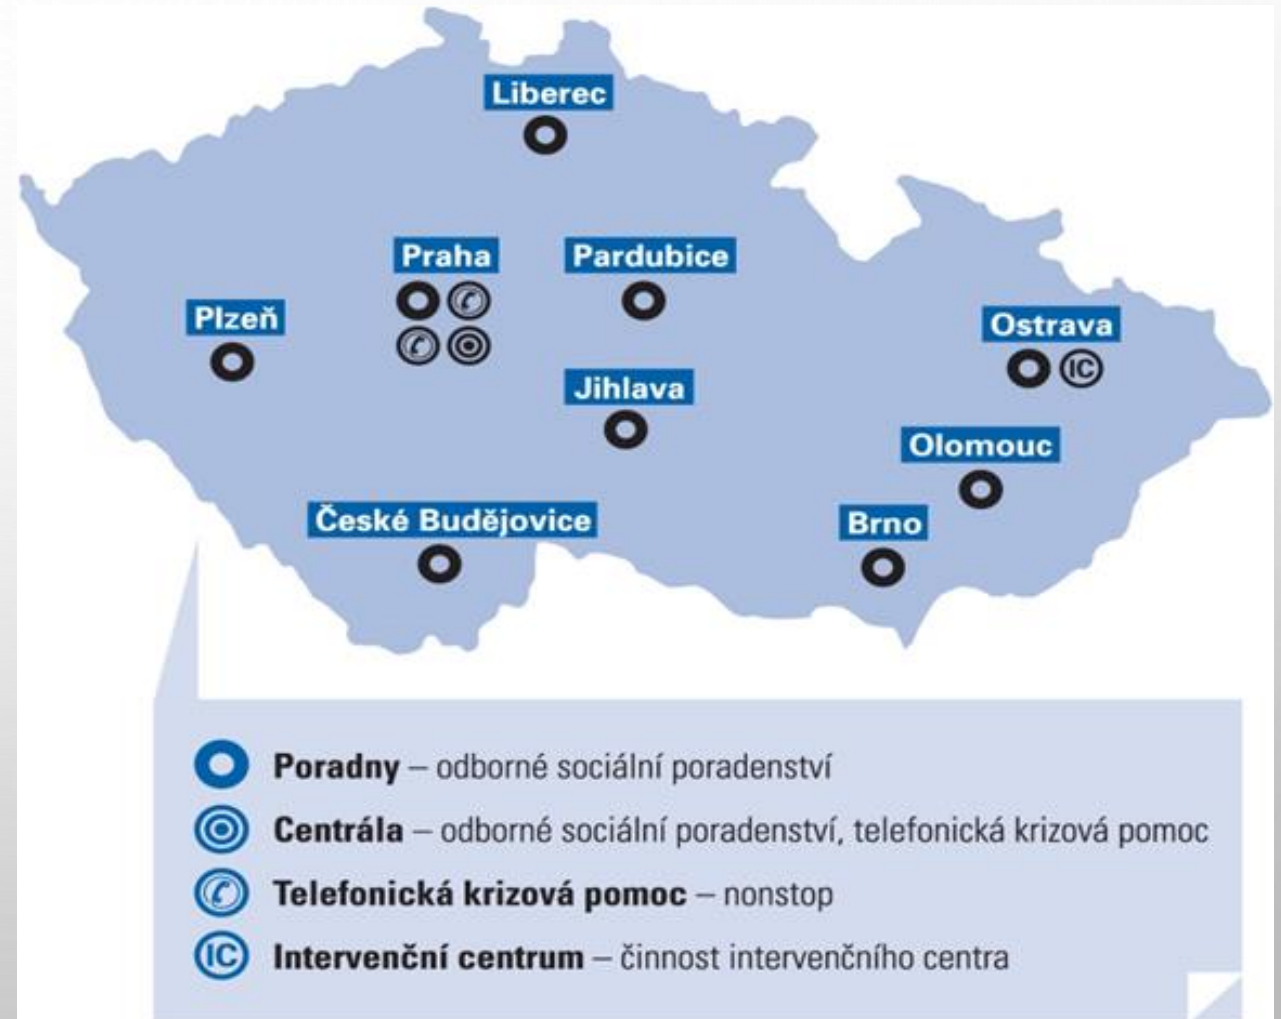 Liberec
Praha
Pardubice
Plzeň
Ostrava
IC
Jihlava
Olomouc
České Budějovice
Brno
Poradny – odborné sociální poradenství
Centrála – odborné sociální poradenství, telefonická krizová pomoc
Telefonická krizová pomoc – nonstop
IC Intervenční centrum – činnost intervenčního centra